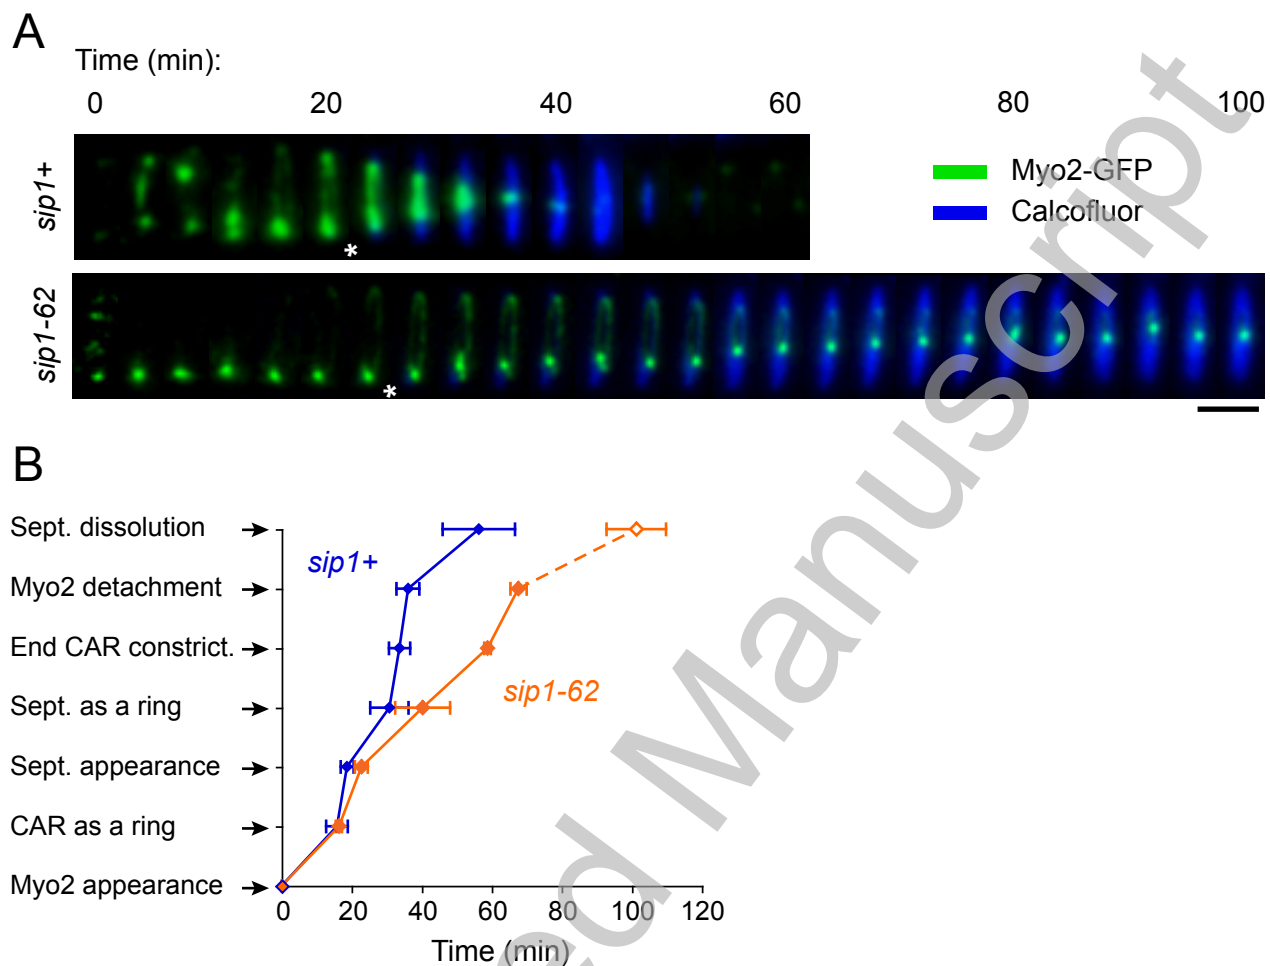 A
Time (min):
0 20 40 60 80 100
sip1+
Myo2-GFP
Calcofluor
*
sip1-62
*
B
Sept. dissolution
sip1+
Myo2 detachment
End CAR constrict.
sip1-62
Sept. as a ring
Sept. appearance
CAR as a ring
Myo2 appearance
0 20 40 60 80 100 120
Time (min)
ed Manuscript